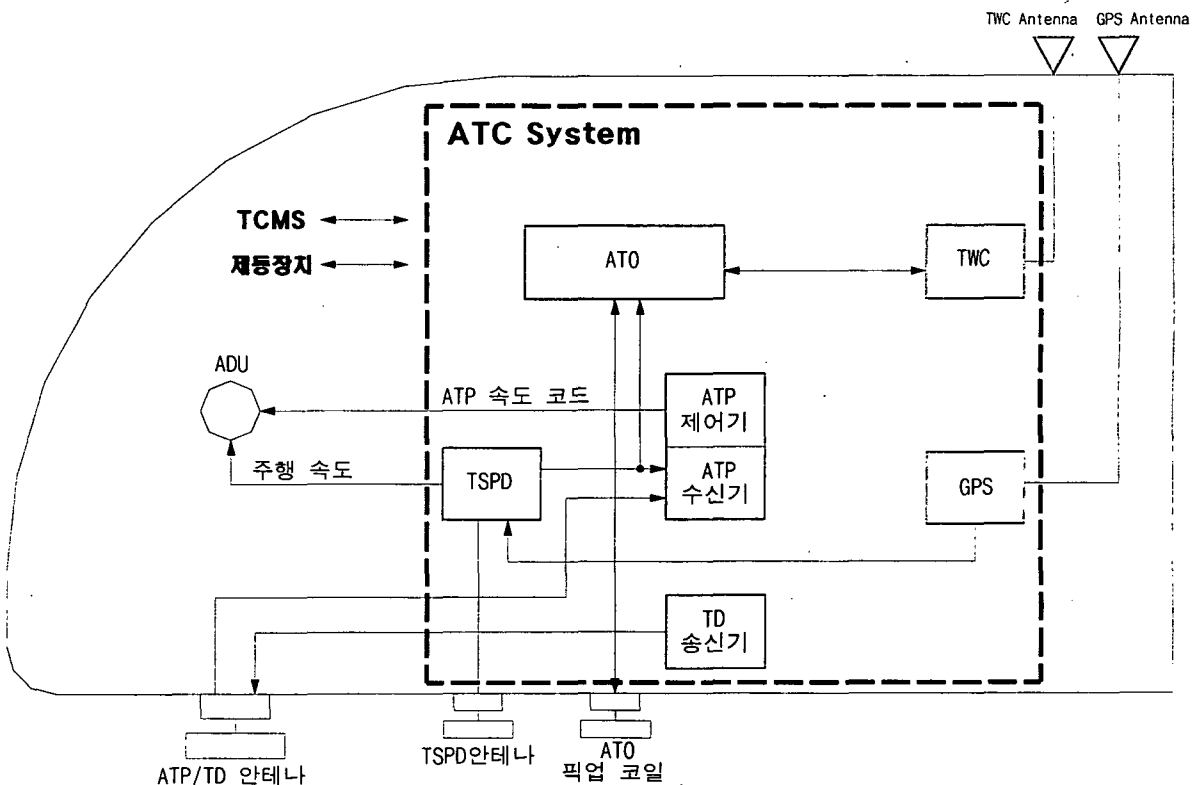 TWC Antenna GPS Antenna
ATC System
TCMS
제동장치
ATO
TWC
ADU
ATP 속도 코드
ATP
제어기
주행 속도
TSPD
ATP
수신기
GPS
TD
송신기
ATP/TD 안테나
TSPD안테나
ATO
픽업 코일